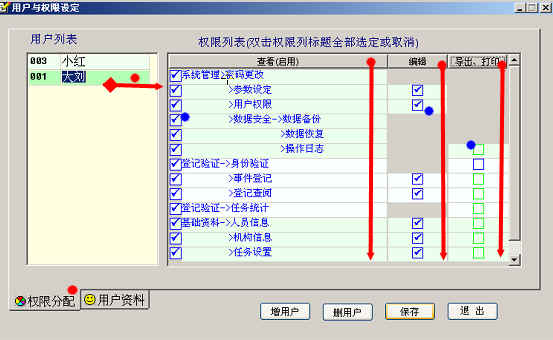 用户与权限设定
用户列表
权限列表(双击权限列标题全部选定或取消)
003 小红
001 大刘
查看(启用) 编辑 导出、打印
系统管理>密码更改
>参数设定
>用户权限
>数据安全->数据备份
>数据恢复
>操作日志
登记验证->身份验证
>事件登记
>登记查阅
登记验证->任务统计
基础资料->人员信息
>机构信息
>任务设置
权限分配 用户资料
增用户 删用户 保存 退 出